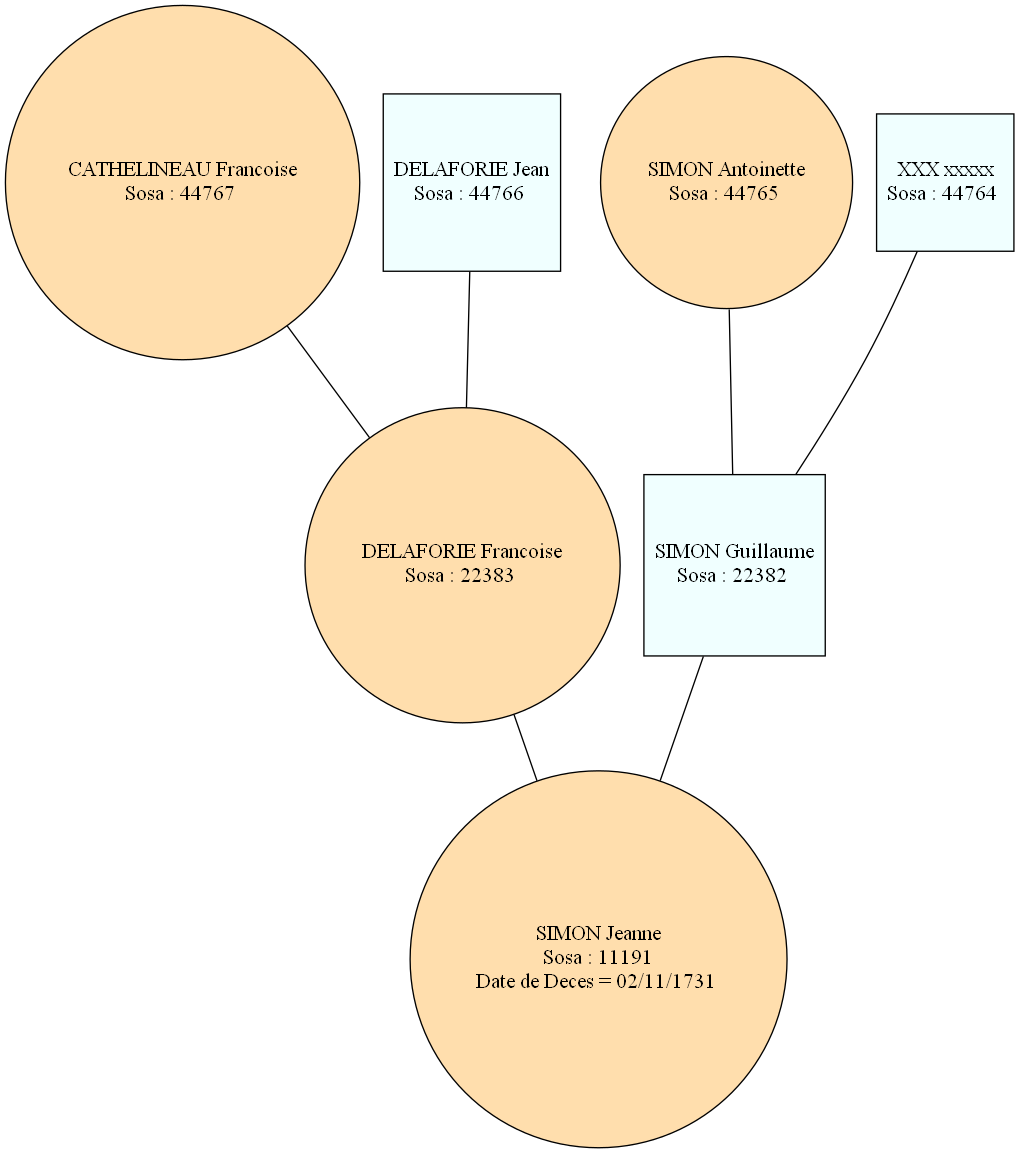 CATHELINEAU Francoise
Sosa : 44767
DELAFORIE Jean
Sosa : 44766
SIMON Antoinette
Sosa : 44765
XXX xxxxx
Sosa : 44764
DELAFORIE Francoise
Sosa : 22383
SIMON Guillaume
Sosa : 22382
SIMON Jeanne
Sosa : 11191
Date de Deces = 02/11/1731